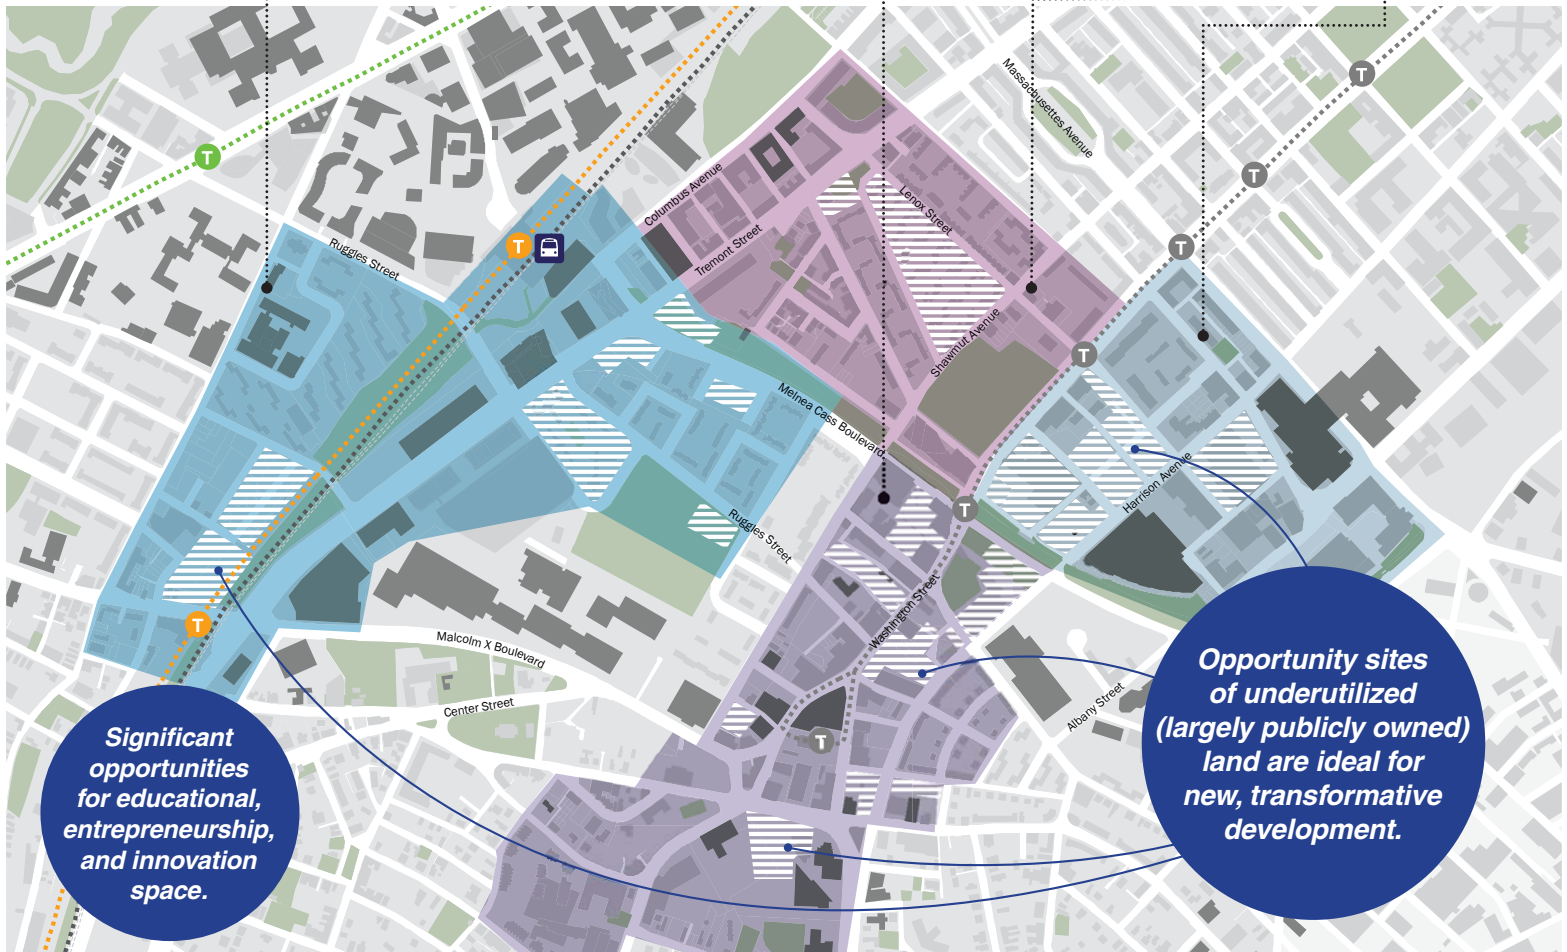 T
Massachusettes Avenue
T
T
Columbus Avenue
Lenox Street
Ruggles Street
T
Tremont Street
T
Shawmut Avenue
T
Melnea Cass Boulevard
Harrison Avenue
T
Ruggles Street
Washington Street
T
Malcolm X Boulevard
Center Street
Albany Street
T
Significant
opportunities
for educational,
entrepreneurship,
and innovation
space.
Opportunity sites
of underutilized
(largely publicly owned)
land are ideal for
new, transformative
development.